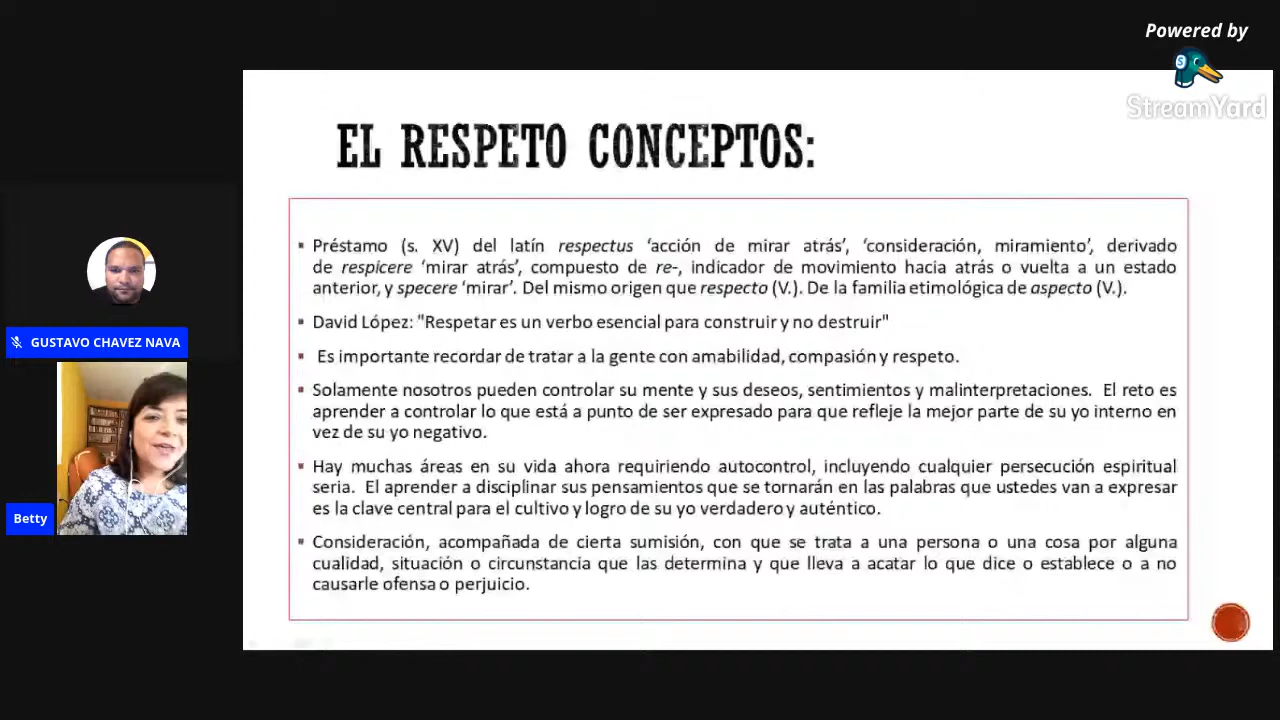 Powered by
StreamYard
EL RESPETO CONCEPTOS:
▪ Préstamo (s. XV) del latín respectus ‘acción de mirar atrás’, ‘consideración, miramiento’, derivado
de respicere ‘mirar atrás’, compuesto de re-, indicador de movimiento hacia atrás o vuelta a un estado
anterior, y specere ‘mirar’. Del mismo origen que respecto (V.). De la familia etimológica de aspecto (V.).
▪ David López: "Respetar es un verbo esencial para construir y no destruir"
▪ Es importante recordar de tratar a la gente con amabilidad, compasión y respeto.
▪ Solamente nosotros pueden controlar su mente y sus deseos, sentimientos y malinterpretaciones. El reto es
aprender a controlar lo que está a punto de ser expresado para que refleje la mejor parte de su yo interno en
vez de su yo negativo.
▪ Hay muchas áreas en su vida ahora requiriendo autocontrol, incluyendo cualquier persecución espiritual
seria. El aprender a disciplinar sus pensamientos que se tornarán en las palabras que ustedes van a expresar
es la clave central para el cultivo y logro de su yo verdadero y auténtico.
▪ Consideración, acompañada de cierta sumisión, con que se trata a una persona o una cosa por alguna
cualidad, situación o circunstancia que las determina y que lleva a acatar lo que dice o establece o a no
causarle ofensa o perjuicio.
GUSTAVO CHAVEZ NAVA
Betty